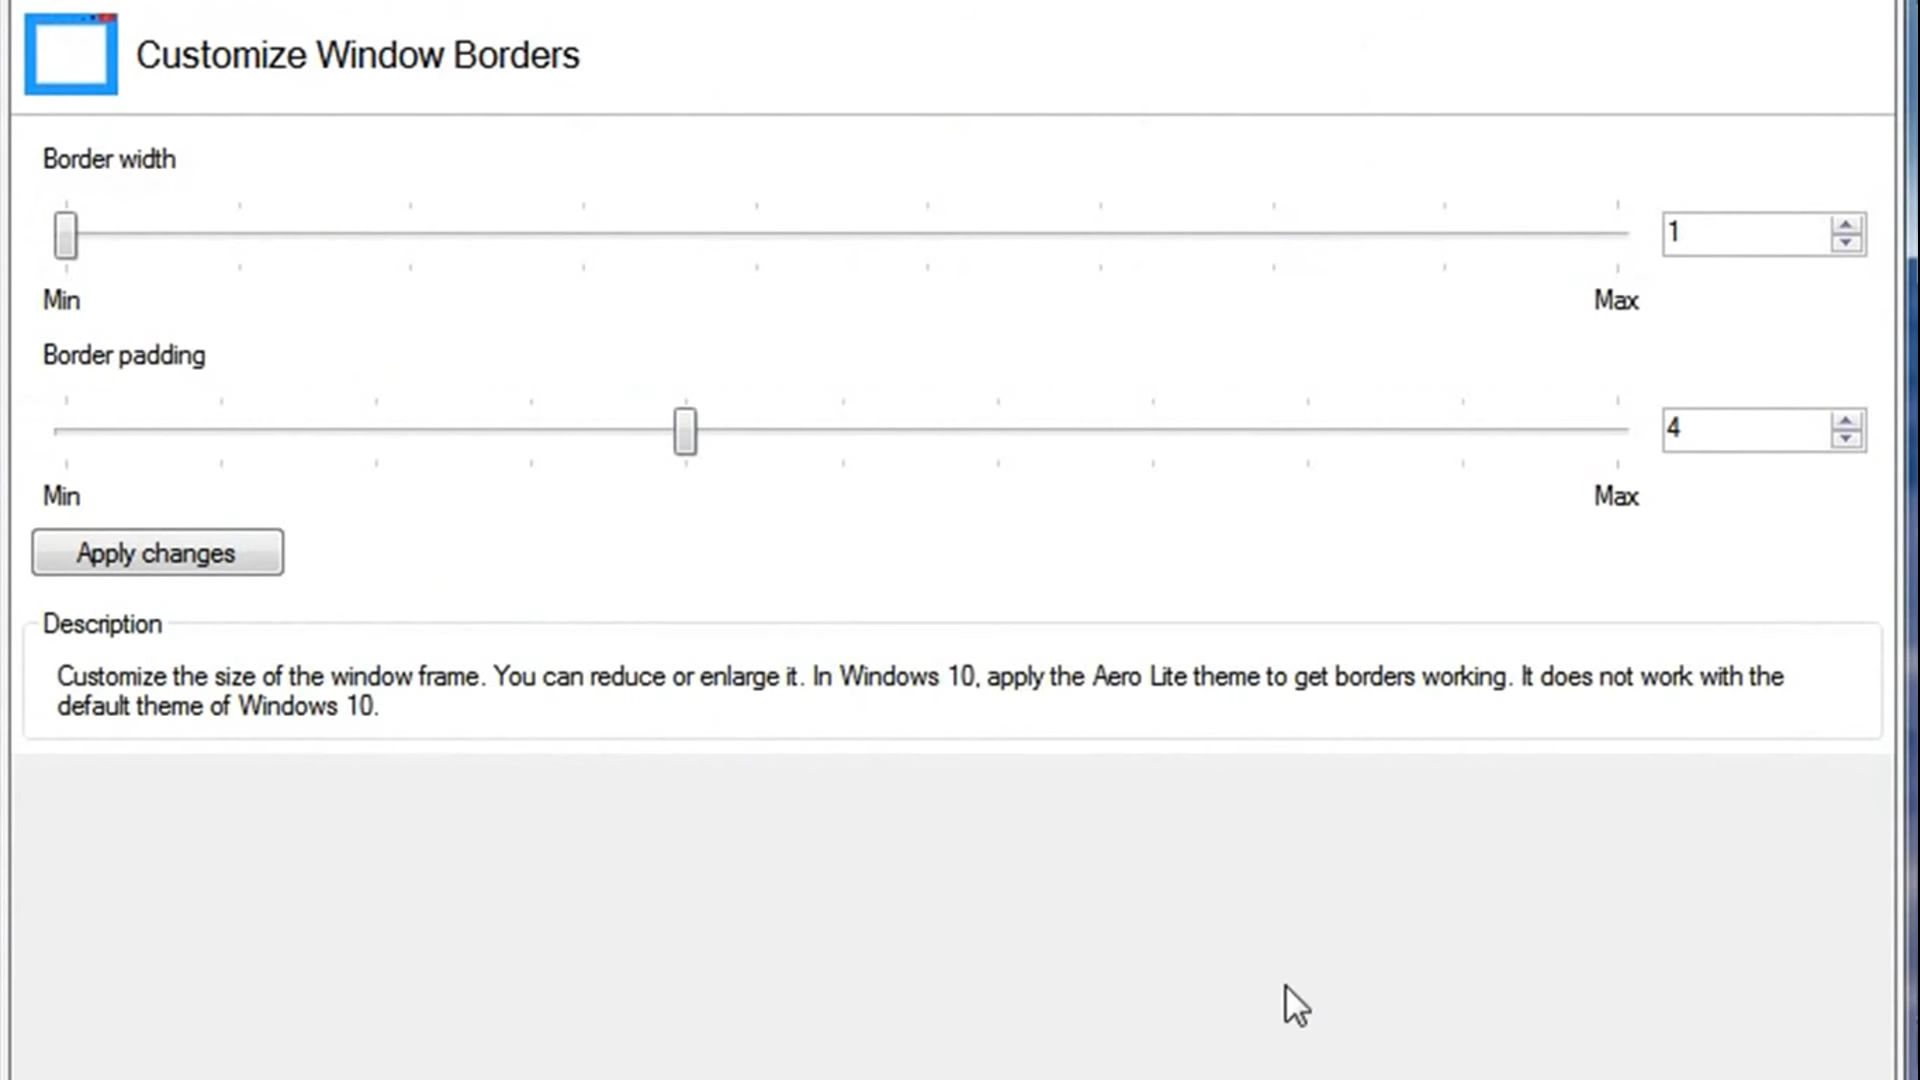 Customize Window Borders
Border width
1
Min
Max
Border padding
4
Min
Max
Apply changes
Description
Customize the size of the window frame. You can reduce or enlarge it. In Windows 10, apply the Aero Lite theme to get borders working. It does not work with the
default theme of Windows 10.